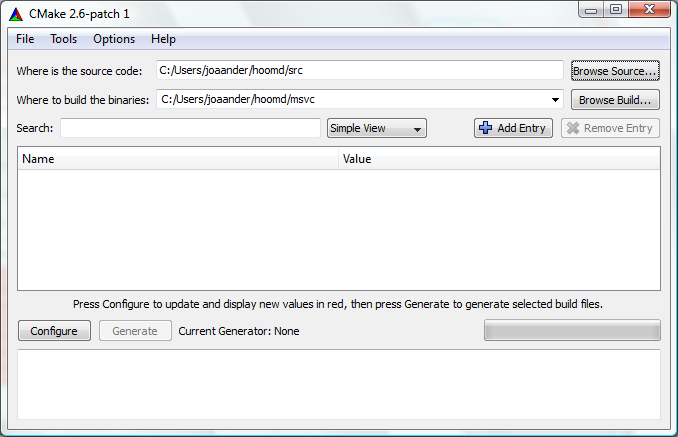 CMake 2.6-patch 1
File Tools Options Help
Where is the source code: C:/Users/joaander/hoomd/src Browse Source...
Where to build the binaries: C:/Users/joaander/hoomd/msvc Browse Build...
Search: Simple View Add Entry Remove Entry
Name Value
Press Configure to update and display new values in red, then press Generate to generate selected build files.
Configure Generate Current Generator: None